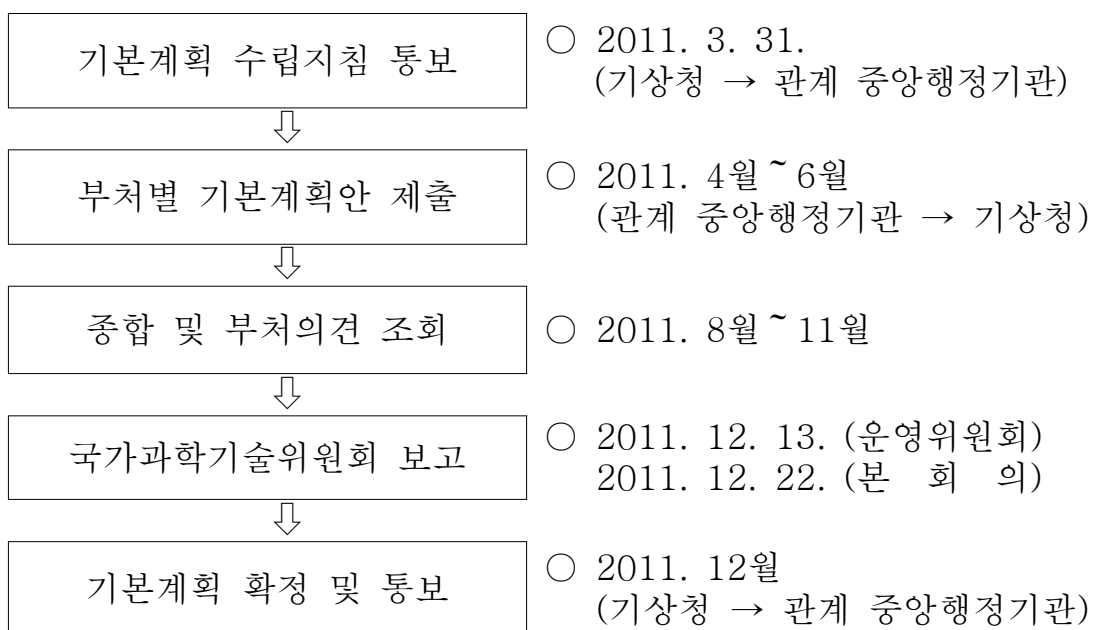 기본계획 수립지침 통보
○ 2011. 3. 31.
(기상청 → 관계 중앙행정기관)
⇩
부처별 기본계획안 제출
○ 2011. 4월 ~ 6월
(관계 중앙행정기관 → 기상청)
⇩
종합 및 부처의견 조회
○ 2011. 8월 ~ 11월
⇩
국가과학기술위원회 보고
○ 2011. 12. 13. (운영위원회)
2011. 12. 22. (본 회 의)
⇩
기본계획 확정 및 통보
○ 2011. 12월
(기상청 → 관계 중앙행정기관)